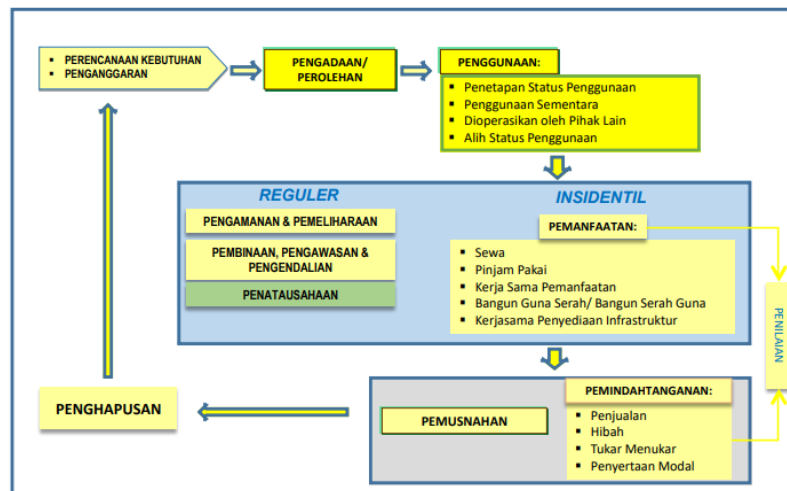 ▪ PERENCANAAN KEBUTUHAN
▪ PENGANGGARAN
PENGADAAN/
PEROLEHAN
PENGGUNAAN:
▪ Penetapan Status Penggunaan
▪ Penggunaan Sementara
▪ Dioperasikan oleh Pihak Lain
▪ Alih Status Penggunaan
REGULER
PENGAMANAN & PEMELIHARAAN
PEMBINAAN, PENGAWASAN &
PENGENDALIAN
PENATAUSAHAAN
INSIDENTIL
PEMANFAATAN:
▪ Sewa
▪ Pinjam Pakai
▪ Kerja Sama Pemanfaatan
▪ Bangun Guna Serah/ Bangun Serah Guna
▪ Kerjasama Penyediaan Infrastruktur
PENILAIAN
PEMUSNAHAN
PEMINDAHTANGANAN:
▪ Penjualan
▪ Hibah
▪ Tukar Menukar
▪ Penyertaan Modal
PENGHAPUSAN